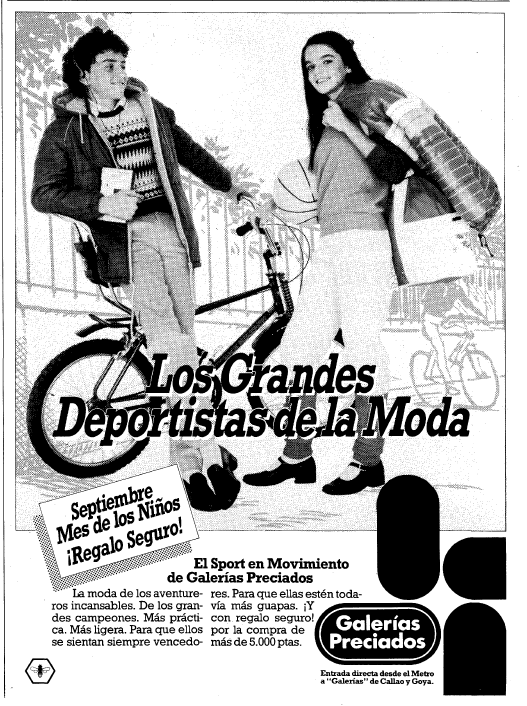 Los Grandes
Deportistas de la Moda
Septiembre
Mes de los Niños
¡Regalo Seguro!
El Sport en Movimiento
de Galerías Preciados
La moda de los aventure-
ros incansables. De los gran-
des campeones. Más prácti-
ca. Más ligera. Para que ellos
se sientan siempre vencedo-
res. Para que ellas estén toda-
vía más guapas. ¡Y
con regalo seguro!
por la compra de
más de 5.000 ptas.
Galerías
Preciados
Entrada directa desde el Metro
a "Galerías" de Callao y Goya.